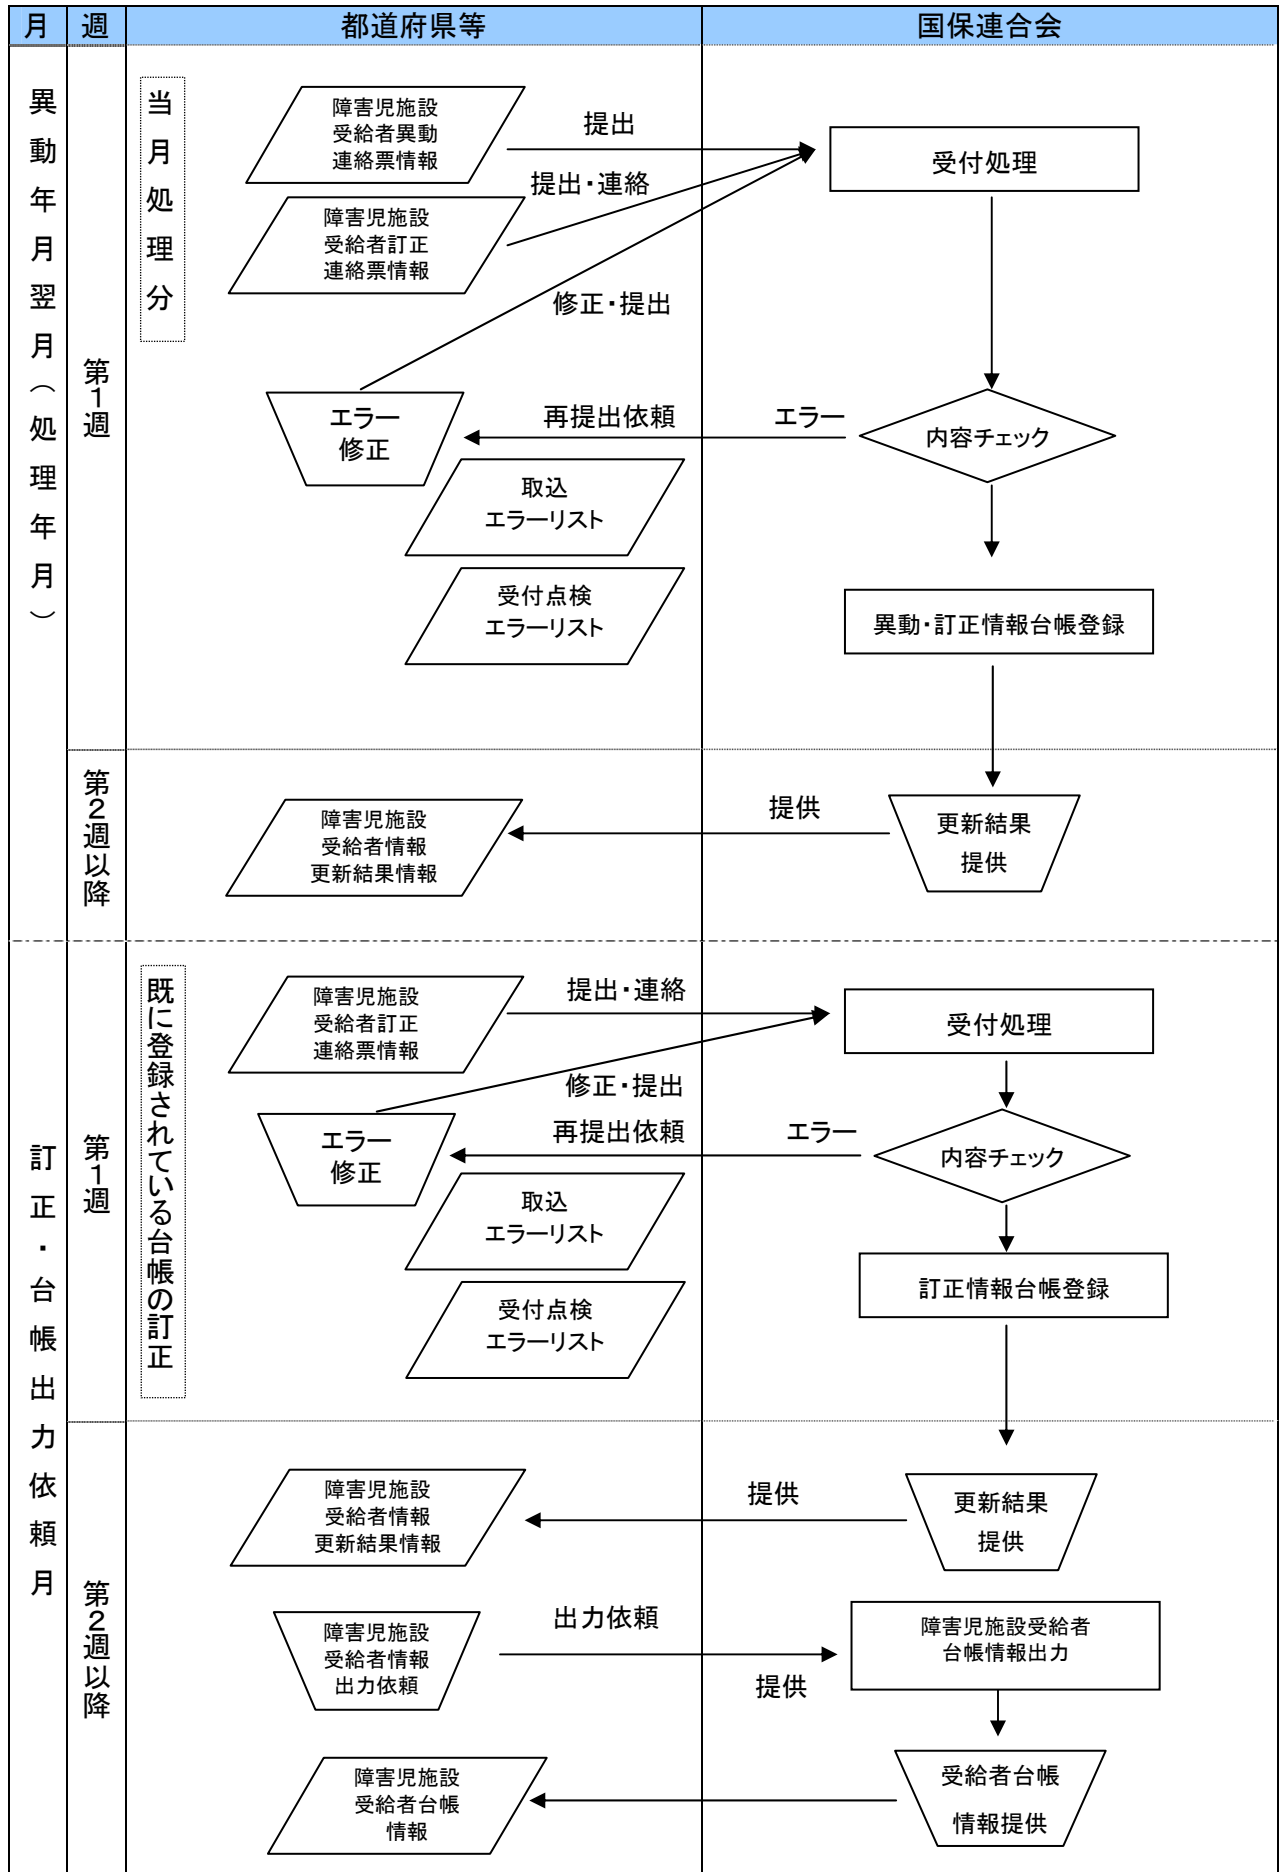 月
週
都道府県等
国保連合会
異動年月翌月（処理年月）
第1週
当月処理分
障害児施設
受給者異動
連絡票情報
提出
受付処理
提出・連絡
障害児施設
受給者訂正
連絡票情報
修正・提出
エラー
修正
再提出依頼
エラー
内容チェック
取込
エラーリスト
受付点検
エラーリスト
異動・訂正情報台帳登録
第2週以降
障害児施設
受給者情報
更新結果情報
提供
更新結果
提供
訂正・台帳出力依頼月
第1週
既に登録されている台帳の訂正
障害児施設
受給者訂正
連絡票情報
提出・連絡
受付処理
修正・提出
エラー
修正
再提出依頼
エラー
内容チェック
取込
エラーリスト
受付点検
エラーリスト
訂正情報台帳登録
第2週以降
障害児施設
受給者情報
更新結果情報
提供
更新結果
提供
障害児施設
受給者情報
出力依頼
出力依頼
障害児施設受給者
台帳情報出力
提供
障害児施設
受給者台帳
情報
受給者台帳
情報提供